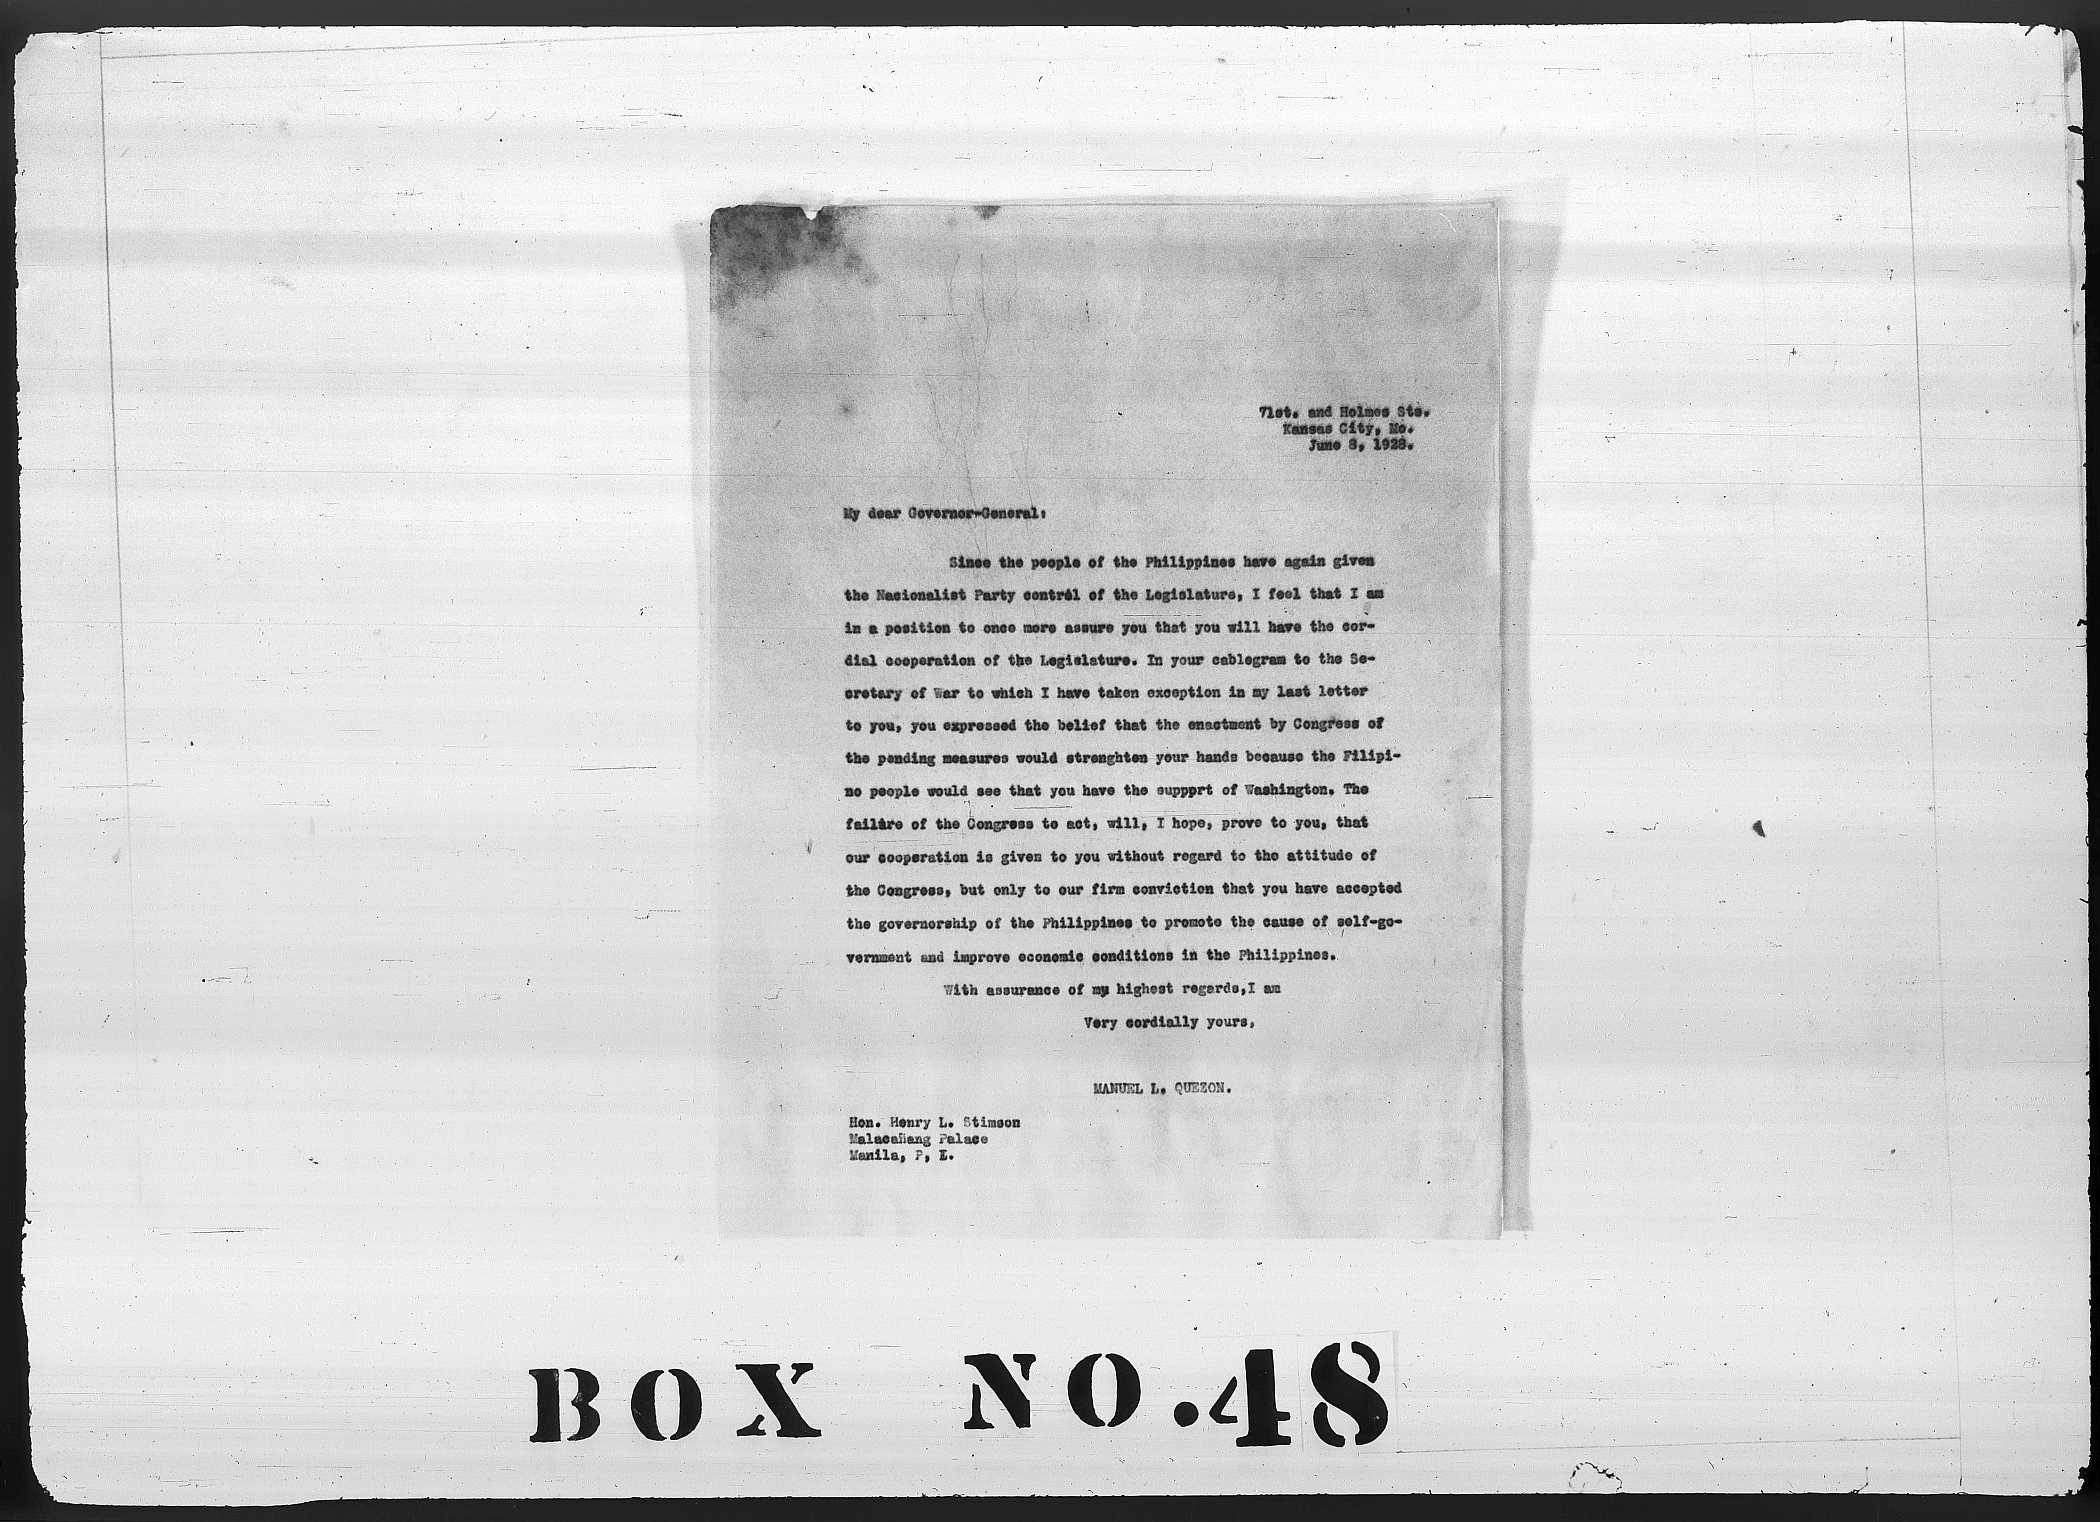 71st. and Holmes Sts.
Kansas City, Mo.
June 8, 1928.
My dear Governor-General:
Since the people of the Philippines have again given
the Nacionalist Party control of the Legislature, I feel that I am
in a position to once more assure you that you will have the cor-
dial cooperation of the Legislature. In your cablegram to the Se-
cretary of War to which I have taken exception in my last letter
to you, you expressed the belief that the enactment by Congress of
the pending measures would strenghten your hands because the Filipi-
no people would see that you have the suppprt of Washington. The
failure of the Congress to act, will, I hope, prove to you, that
our cooperation is given to you without regard to the attitude of
the Congress, but only to our firm conviction that you have accepted
the governorship of the Philippines to promote the cause of self-go-
vernment and improve economic conditions in the Philippines.
With assurance of my highest regards,I am
Very cordially yours,
MANUEL L. QUEZON.
Hon. Henry L. Stimson
Malacañang Palace
Manila, P, I.
BOX NO.48